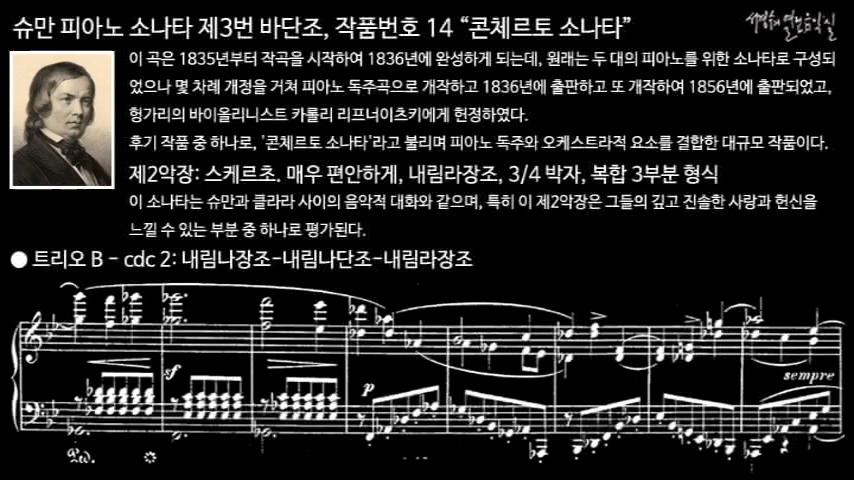 슈만 피아노 소나타 제3번 바단조, 작품번호 14 “콘체르토 소나타”
서정원의 열린음악실
이 곡은 1835년부터 작곡을 시작하여 1836년에 완성하게 되는데, 원래는 두 대의 피아노를 위한 소나타로 구성되
었으나 몇 차례 개정을 거쳐 피아노 독주곡으로 개작하고 1836년에 출판하고 또 개작하여 1856년에 출판되었고,
헝가리의 바이올리니스트 카롤리 리프너이츠키에게 헌정하였다.
후기 작품 중 하나로, '콘체르토 소나타'라고 불리며 피아노 독주와 오케스트라적 요소를 결합한 대규모 작품이다.
제2악장: 스케르초. 매우 편안하게, 내림라장조, 3/4 박자, 복합 3부분 형식
이 소나타는 슈만과 클라라 사이의 음악적 대화와 같으며, 특히 이 제2악장은 그들의 깊고 진솔한 사랑과 헌신을
느낄 수 있는 부분 중 하나로 평가된다.
● 트리오 B - cdc 2: 내림나장조-내림나단조-내림라장조
sf
p
sempre
Ped.